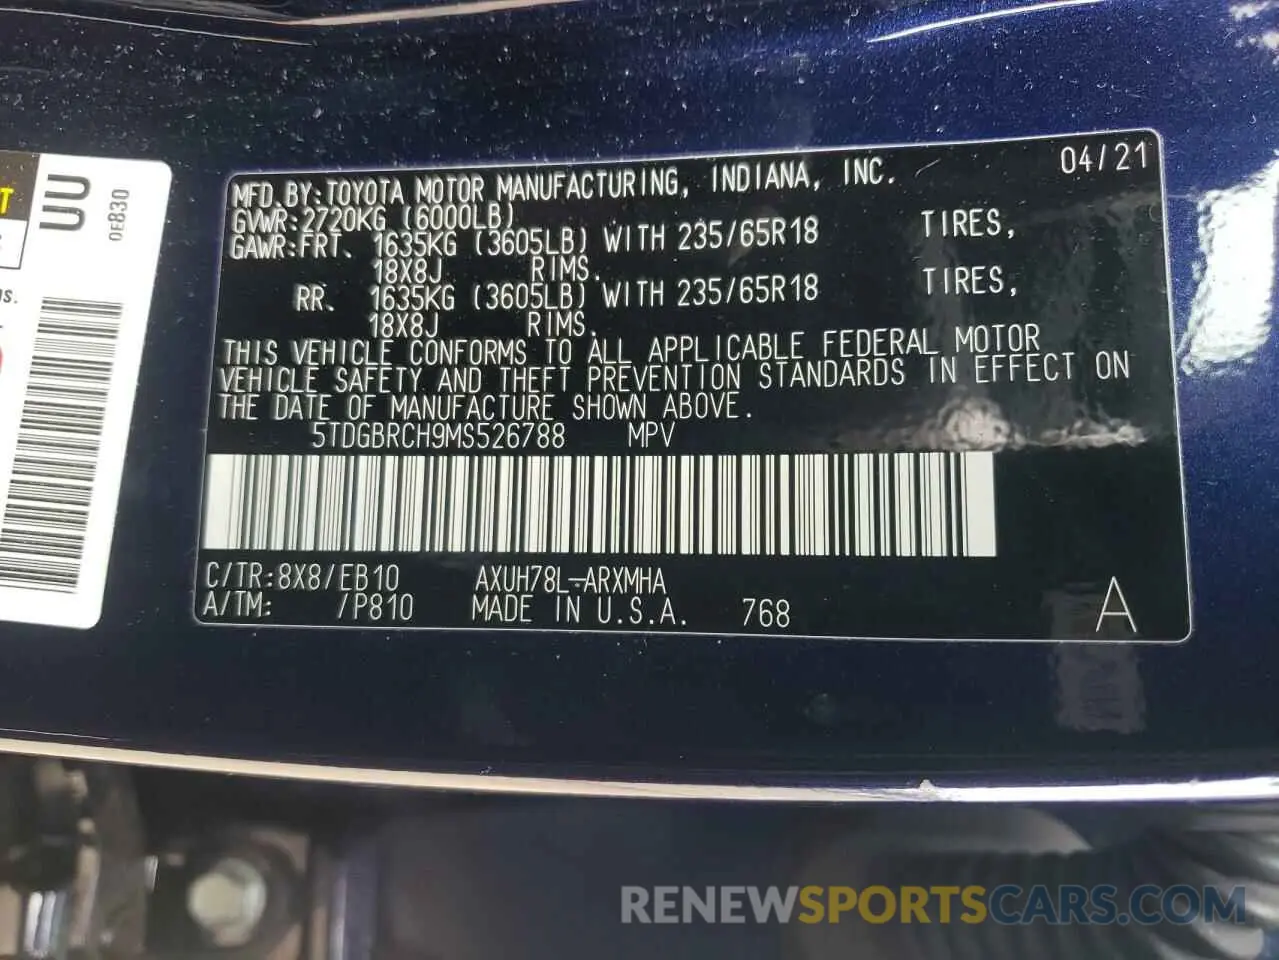 MFD.BY:TOYOTA MOTOR MANUFACTURING, INDIANA, INC. 04/21
GVWR:2720KG (6000LB)
GAWR:FRT. 1635KG (3605LB) WITH 235/65R18 TIRES,
18X8J RIMS.
RR. 1635KG (3605LB) WITH 235/65R18 TIRES,
18X8J RIMS.
THIS VEHICLE CONFORMS TO ALL APPLICABLE FEDERAL MOTOR
VEHICLE SAFETY AND THEFT PREVENTION STANDARDS IN EFFECT ON
THE DATE OF MANUFACTURE SHOWN ABOVE.
5TDGBRCH9MS526788 MPV
C/TR:8X8/EB10 AXUH78L-ARXMHA
A/TM: /P810 MADE IN U.S.A. 768 A
UU
0E830
RENEWSPORTSCARS.COM